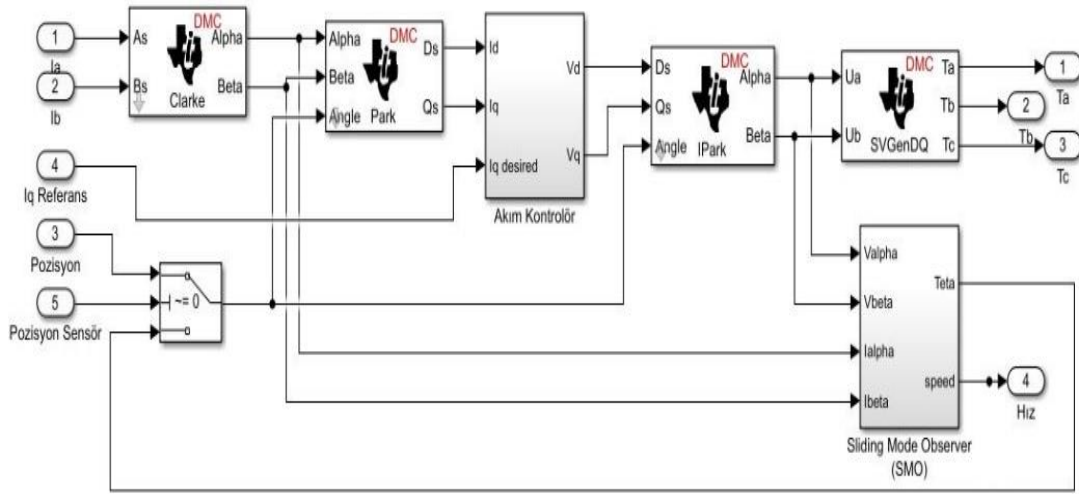 1
Ia
2
Ib
4
Iq Referans
3
Pozisyon
5
Pozisyon Sensör
~= 0
DMC
As
Alpha
Bs
Beta
Clarke
DMC
Alpha
Ds
Beta
Qs
Angle
Park
Id
Vd
Iq
Vq
Iq desired
Akım Kontrolör
DMC
Ds
Alpha
Qs
Beta
Angle
IPark
DMC
Ua
Ta
Tb
Ub
Tc
SVGenDQ
1
Ta
2
Tb
3
Tc
Valpha
Teta
Vbeta
Ialpha
speed
Ibeta
4
Hız
Sliding Mode Observer
(SMO)